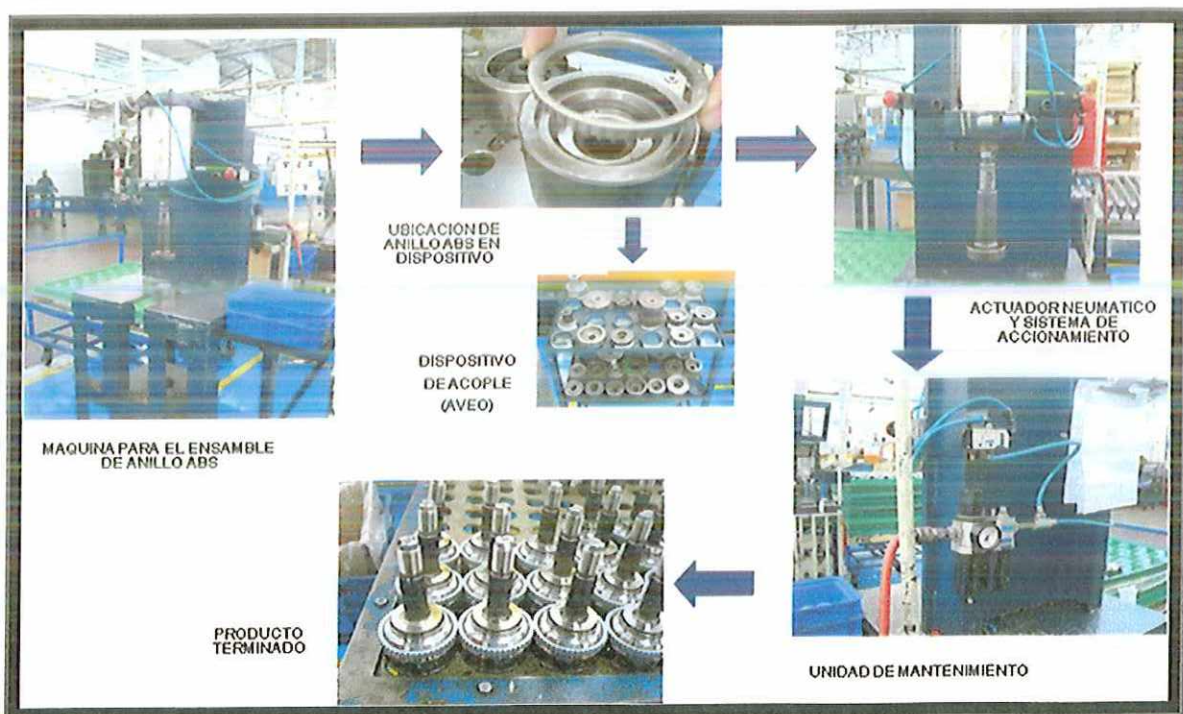 UBICACION DE
ANILLO ABS EN
DISPOSITIVO
ACTUADOR NEUMATICO
Y SISTEMA DE
ACCIONAMIENTO
DISPOSITIVO
DE ACOPLE
(AVEO)
MAQUINA PARA EL ENSAMBLE
DE ANILLO ABS
PRODUCTO
TERMINADO
UNIDAD DE MANTENIMIENTO